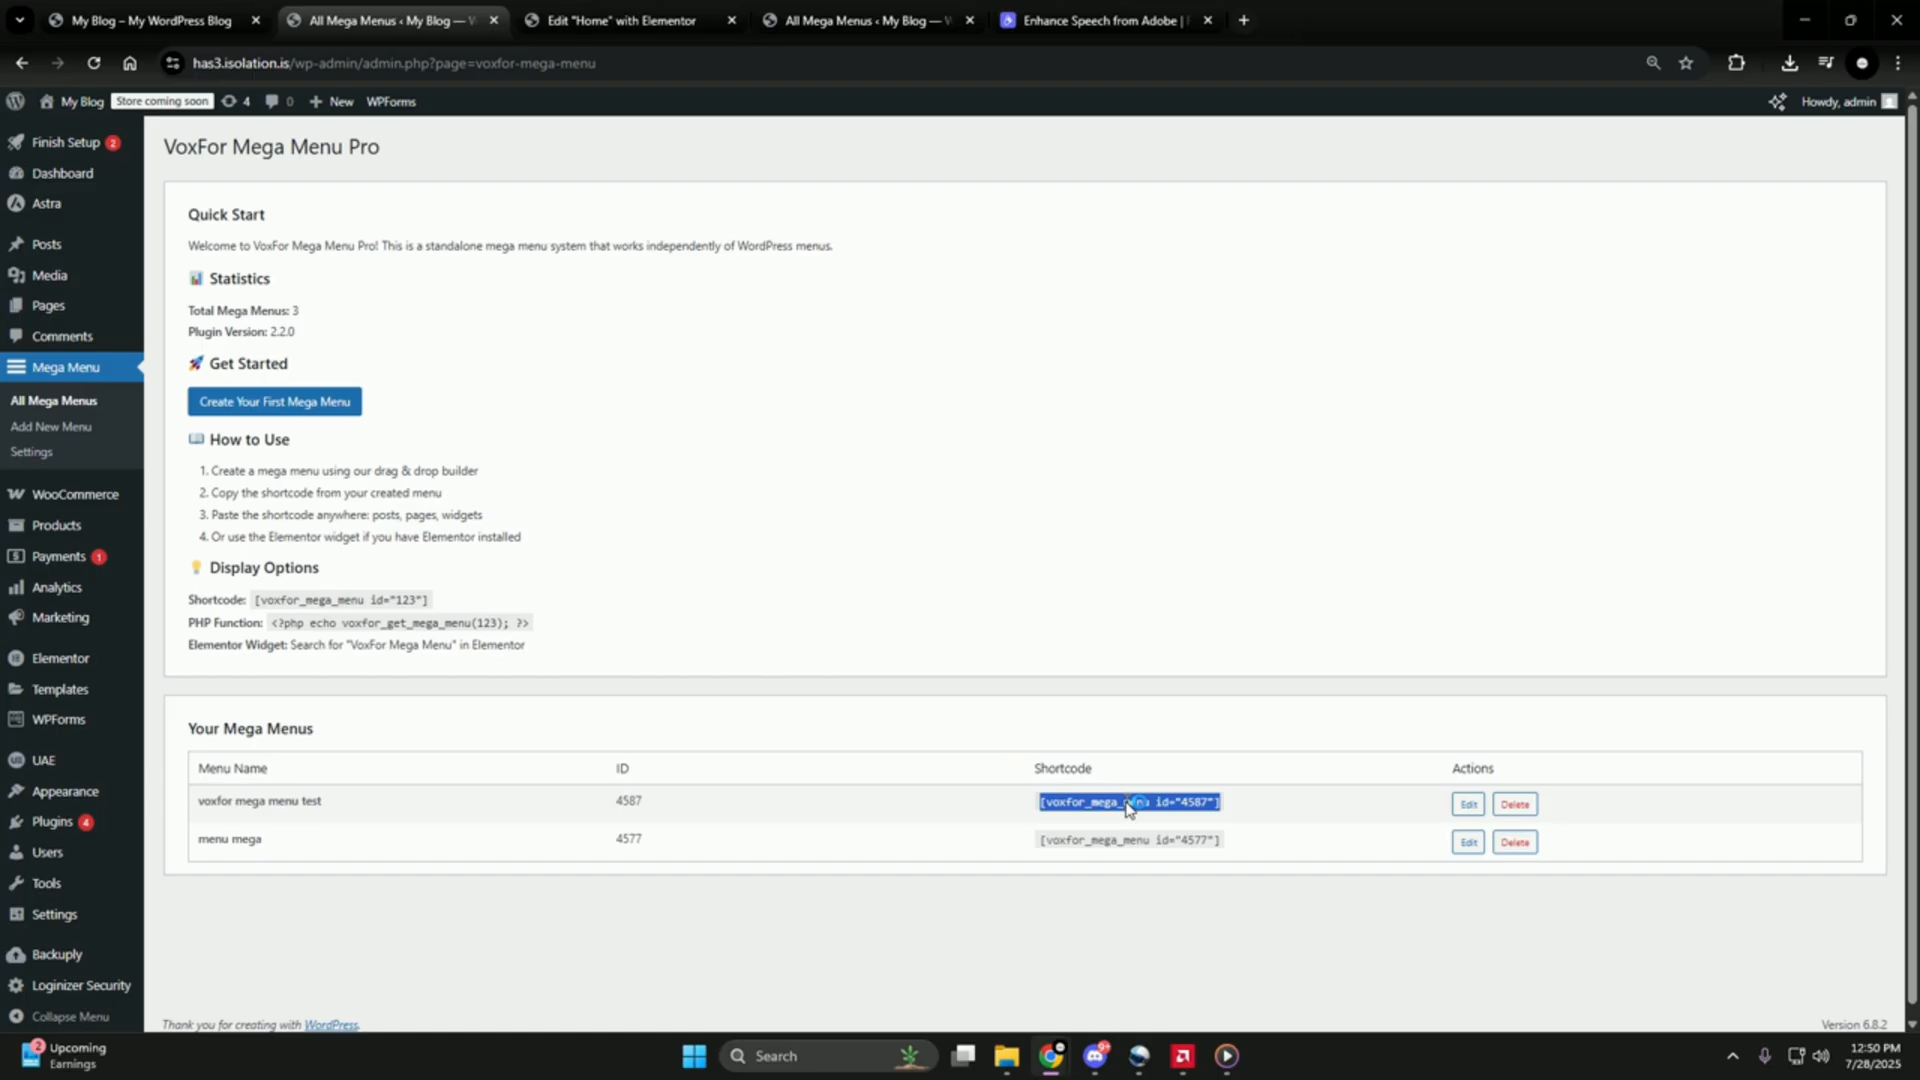 My Blog – My WordPress Blog
All Mega Menus ‹ My Blog — W
Edit "Home" with Elementor
All Mega Menus ‹ My Blog — W
Enhance Speech from Adobe |
has3.isolation.is/wp-admin/admin.php?page=voxfor-mega-menu
My Blog Store coming soon 4 0 New WPForms
Howdy, admin
Finish Setup 2
Dashboard
Astra
Posts
Media
Pages
Comments
Mega Menu
All Mega Menus
Add New Menu
Settings
WooCommerce
Products
Payments 1
Analytics
Marketing
Elementor
Templates
WPForms
UAE
Appearance
Plugins 4
Users
Tools
Settings
Backuply
Loginizer Security
Collapse Menu
VoxFor Mega Menu Pro
Quick Start
Welcome to VoxFor Mega Menu Pro! This is a standalone mega menu system that works independently of WordPress menus.
Statistics
Total Mega Menus: 3
Plugin Version: 2.2.0
Get Started
Create Your First Mega Menu
How to Use
1. Create a mega menu using our drag & drop builder
2. Copy the shortcode from your created menu
3. Paste the shortcode anywhere: posts, pages, widgets
4. Or use the Elementor widget if you have Elementor installed
Display Options
Shortcode: [voxfor_mega_menu id="123"]
PHP Function: <?php echo voxfor_get_mega_menu(123); ?>
Elementor Widget: Search for "VoxFor Mega Menu" in Elementor
Your Mega Menus
Menu Name ID Shortcode Actions
voxfor mega menu test 4587 [voxfor_mega_menu id="4587"] Edit Delete
menu mega 4577 [voxfor_mega_menu id="4577"] Edit Delete
Thank you for creating with WordPress.
Version 6.8.2
2 Upcoming
Earnings
Search
12:50 PM
7/28/2025